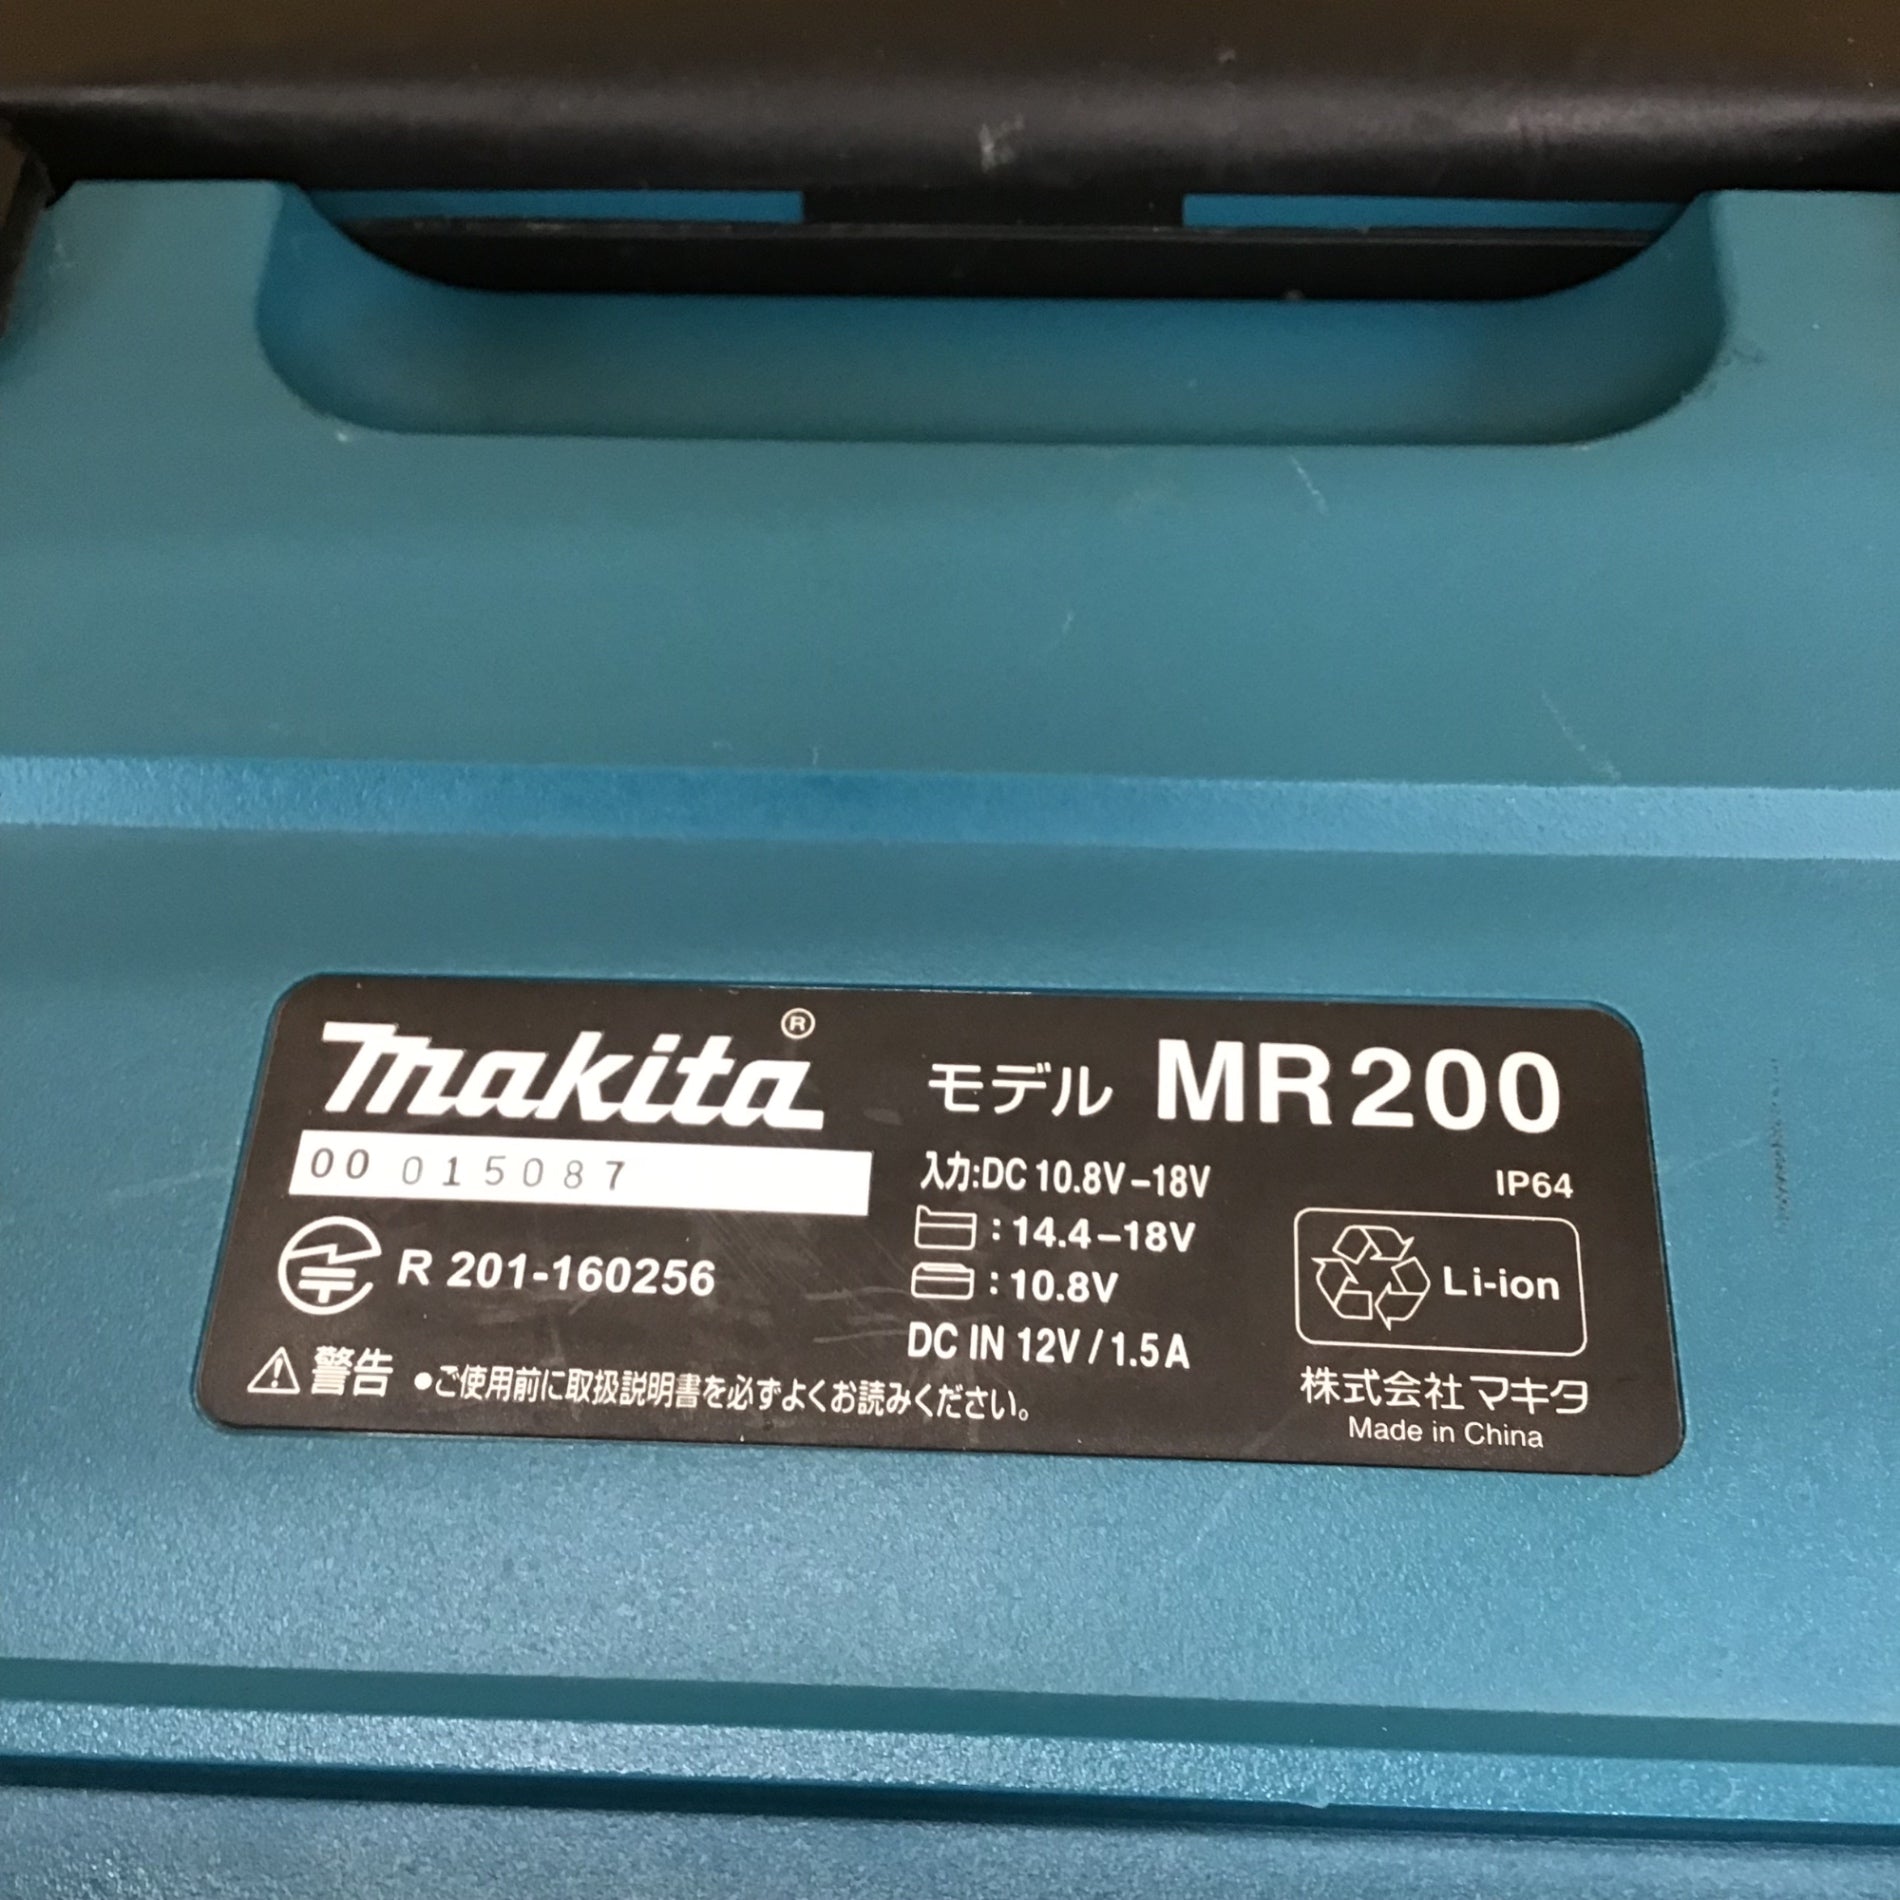 makita®
モデル MR200
00 015087
入力:DC 10.8V-18V
IP64
: 14.4-18V
R 201-160256
: 10.8V
Li-ion
DC IN 12V / 1.5A
警告 ●ご使用前に取扱説明書を必ずよくお読みください。
株式会社マキタ
Made in China